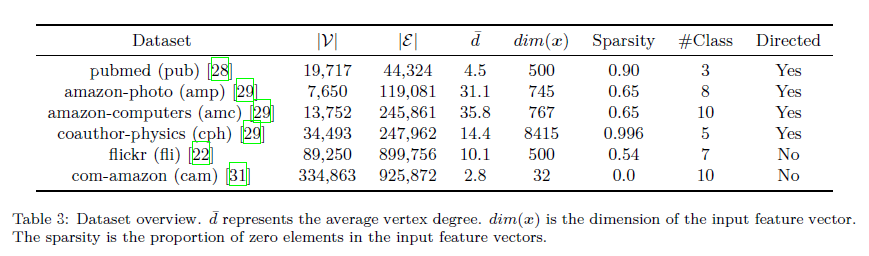 Dataset |𝒱| |ℰ| d̄ dim(x) Sparsity #Class Directed
pubmed (pub) [28] 19,717 44,324 4.5 500 0.90 3 Yes
amazon-photo (amp) [29] 7,650 119,081 31.1 745 0.65 8 Yes
amazon-computers (amc) [29] 13,752 245,861 35.8 767 0.65 10 Yes
coauthor-physics (cph) [29] 34,493 247,962 14.4 8415 0.996 5 Yes
flickr (fli) [22] 89,250 899,756 10.1 500 0.54 7 No
com-amazon (cam) [31] 334,863 925,872 2.8 32 0.0 10 No
Table 3: Dataset overview. d̄ represents the average vertex degree. dim(x) is the dimension of the input feature vector.
The sparsity is the proportion of zero elements in the input feature vectors.